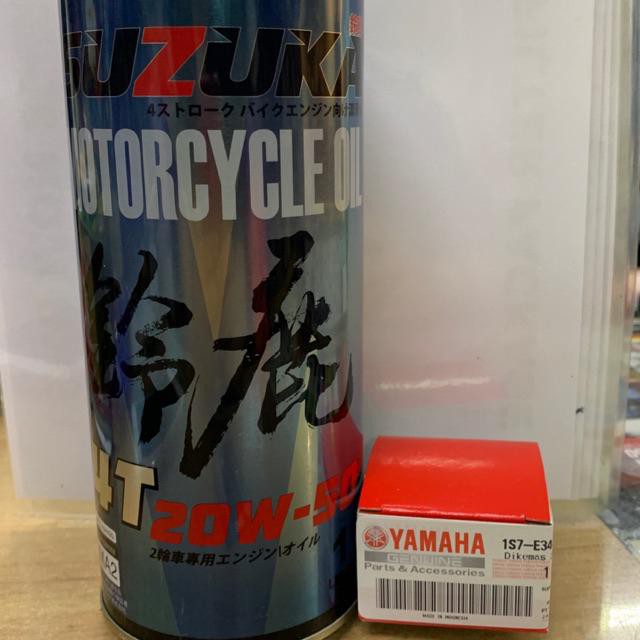 SUZUKA
4ストローク バイクエンジン向け
MOTORCYCLE OIL
鈴鹿
4T
20W-50
2輪車専用エンジンオイル
YAMAHA
GENUINE
Parts & Accessories
1S7-E34
Dikemas
MADE IN INDONESIA